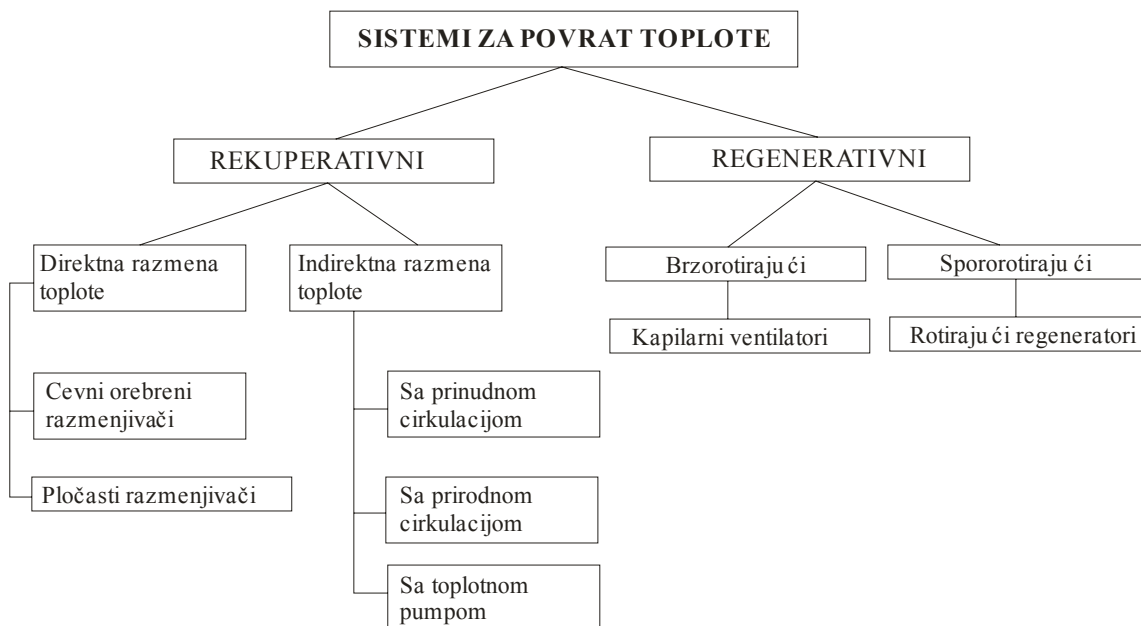 SISTEMI ZA POVRAT TOPLOTE
REKUPERATIVNI
REGENERATIVNI
Direktna razmena
toplote
Indirektna razmena
toplote
Brzorotiraju ći
Spororotiraju ći
Kapilarni ventilatori
Rotiraju ći regeneratori
Cevni orebreni
razmenjivači
Sa prinudnom
cirkulacijom
Pločasti razmenjivači
Sa prirodnom
cirkulacijom
Sa toplotnom
pumpom